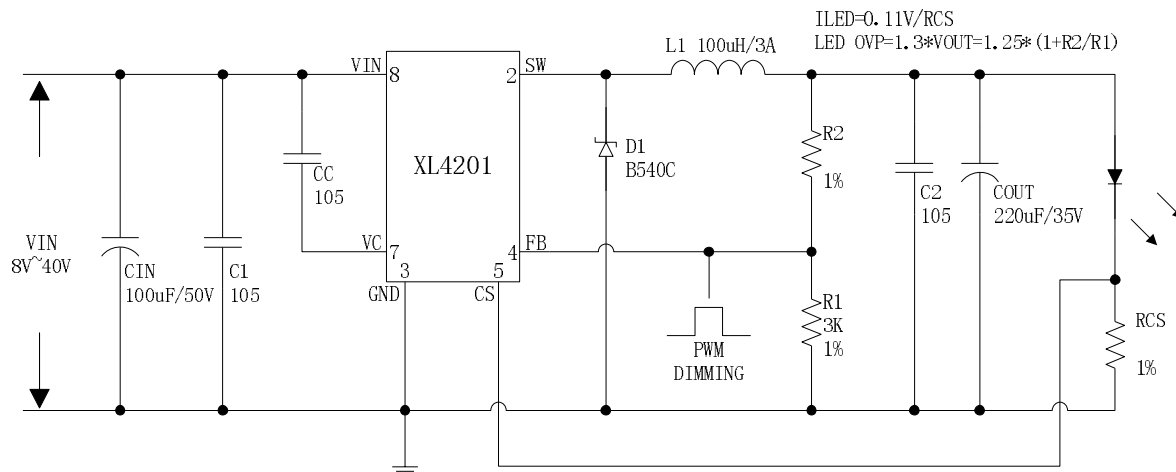 ILED=0.11V/RCS
LED OVP=1.3*VOUT=1.25*(1+R2/R1)
L1 100uH/3A
VIN
8
2
SW
XL4201
CC
105
D1
B540C
R2
1%
C2
105
COUT
220uF/35V
VIN
8V~40V
CIN
100uF/50V
C1
105
VC
7
4
FB
3
5
GND
CS
R1
3K
1%
PWM
DIMMING
RCS
1%